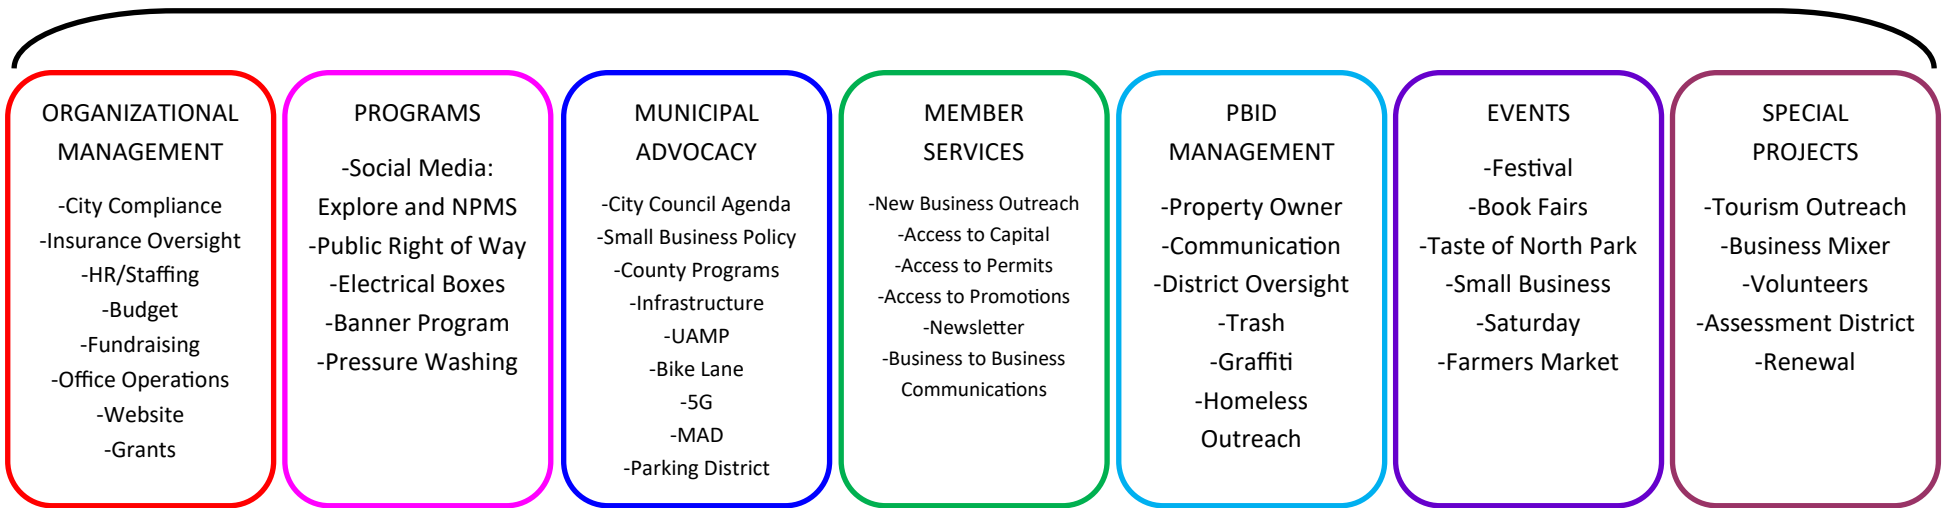 ORGANIZATIONAL
MANAGEMENT
-City Compliance
-Insurance Oversight
-HR/Staffing
-Budget
-Fundraising
-Office Operations
-Website
-Grants
PROGRAMS
-Social Media:
Explore and NPMS
-Public Right of Way
-Electrical Boxes
-Banner Program
-Pressure Washing
MUNICIPAL
ADVOCACY
-City Council Agenda
-Small Business Policy
-County Programs
-Infrastructure
-UAMP
-Bike Lane
-5G
-MAD
-Parking District
MEMBER
SERVICES
-New Business Outreach
-Access to Capital
-Access to Permits
-Access to Promotions
-Newsletter
-Business to Business
Communications
PBID
MANAGEMENT
-Property Owner
-Communication
-District Oversight
-Trash
-Graffiti
-Homeless
Outreach
EVENTS
-Festival
-Book Fairs
-Taste of North Park
-Small Business
-Saturday
-Farmers Market
SPECIAL
PROJECTS
-Tourism Outreach
-Business Mixer
-Volunteers
-Assessment District
-Renewal